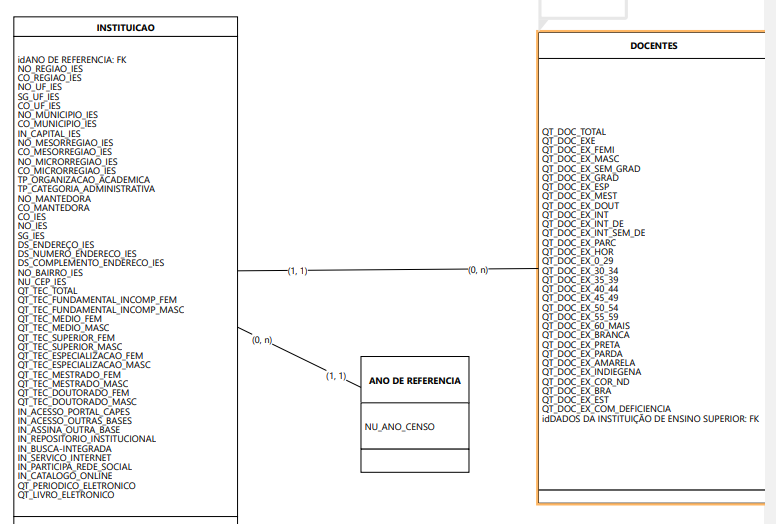 INSTITUICAO
idANO DE REFERENCIA: FK
NO_REGIAO_IES
CO_REGIAO_IES
NO_UF_IES
SG_UF_IES
CO_UF_IES
NO_MUNICIPIO_IES
CO_MUNICIPIO_IES
IN_CAPITAL_IES
NO_MESORREGIAO_IES
CO_MESORREGIAO_IES
NO_MICRORREGIAO_IES
CO_MICRORREGIAO_IES
TP_ORGANIZACAO_ACADEMICA
TP_CATEGORIA_ADMINISTRATIVA
NO_MANTEDORA
CO_MANTEDORA
CO_IES
NO_IES
SG_IES
DS_ENDERECO_IES
DS_NUMERO_ENDERECO_IES
DS_COMPLEMENTO_ENDERECO_IES
NO_BAIRRO_IES
NU_CEP_IES
QT_TEC_TOTAL
QT_TEC_FUNDAMENTAL_INCOMP_FEM
QT_TEC_FUNDAMENTAL_INCOMP_MASC
QT_TEC_MEDIO_FEM
QT_TEC_MEDIO_MASC
QT_TEC_SUPERIOR_FEM
QT_TEC_SUPERIOR_MASC
QT_TEC_ESPECIALIZACAO_FEM
QT_TEC_ESPECIALIZACAO_MASC
QT_TEC_MESTRADO_FEM
QT_TEC_MESTRADO_MASC
QT_TEC_DOUTORADO_FEM
QT_TEC_DOUTORADO_MASC
IN_ACESSO_PORTAL_CAPES
IN_ACESSO_OUTRAS_BASES
IN_ASSINA_OUTRA_BASE
IN_REPOSITORIO_INSTITUCIONAL
IN_BUSCA-INTEGRADA
IN_SERVICO_INTERNET
IN_PARTICIPA_REDE_SOCIAL
IN_CATALOGO_ONLINE
QT_PERIODICO_ELETRONICO
QT_LIVRO_ELETRONICO
(1, 1)
(0, n)
(0, n)
(1, 1)
ANO DE REFERENCIA
NU_ANO_CENSO
DOCENTES
QT_DOC_TOTAL
QT_DOC_EXE
QT_DOC_EX_FEMI
QT_DOC_EX_MASC
QT_DOC_EX_SEM_GRAD
QT_DOC_EX_GRAD
QT_DOC_EX_ESP
QT_DOC_EX_MEST
QT_DOC_EX_DOUT
QT_DOC_EX_INT
QT_DOC_EX_INT_DE
QT_DOC_EX_INT_SEM_DE
QT_DOC_EX_PARC
QT_DOC_EX_HOR
QT_DOC_EX_0_29
QT_DOC_EX_30_34
QT_DOC_EX_35_39
QT_DOC_EX_40_44
QT_DOC_EX_45_49
QT_DOC_EX_50_54
QT_DOC_EX_55_59
QT_DOC_EX_60_MAIS
QT_DOC_EX_BRANCA
QT_DOC_EX_PRETA
QT_DOC_EX_PARDA
QT_DOC_EX_AMARELA
QT_DOC_EX_INDIEGENA
QT_DOC_EX_COR_ND
QT_DOC_EX_BRA
QT_DOC_EX_EST
QT_DOC_EX_COM_DEFICIENCIA
idDADOS DA INSTITUIÇÃO DE ENSINO SUPERIOR: FK